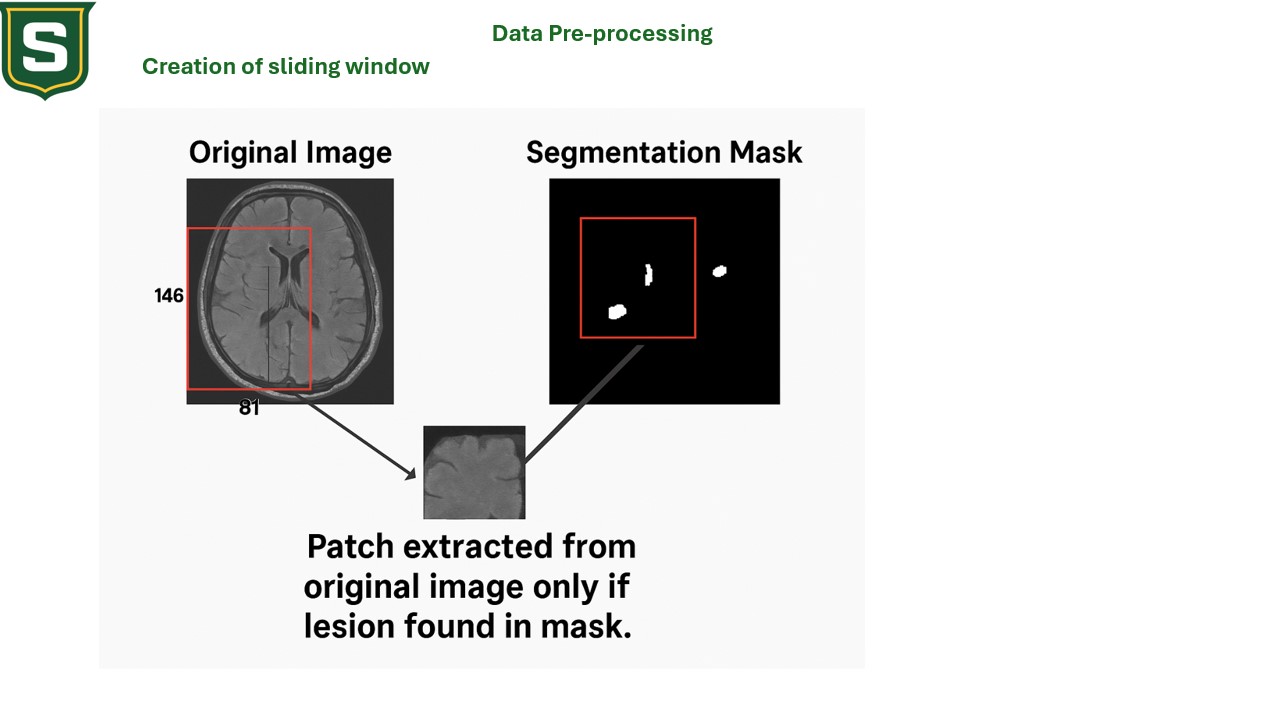 S
Data Pre-processing
Creation of sliding window
Original Image
Segmentation Mask
146
81
Patch extracted from
original image only if
lesion found in mask.